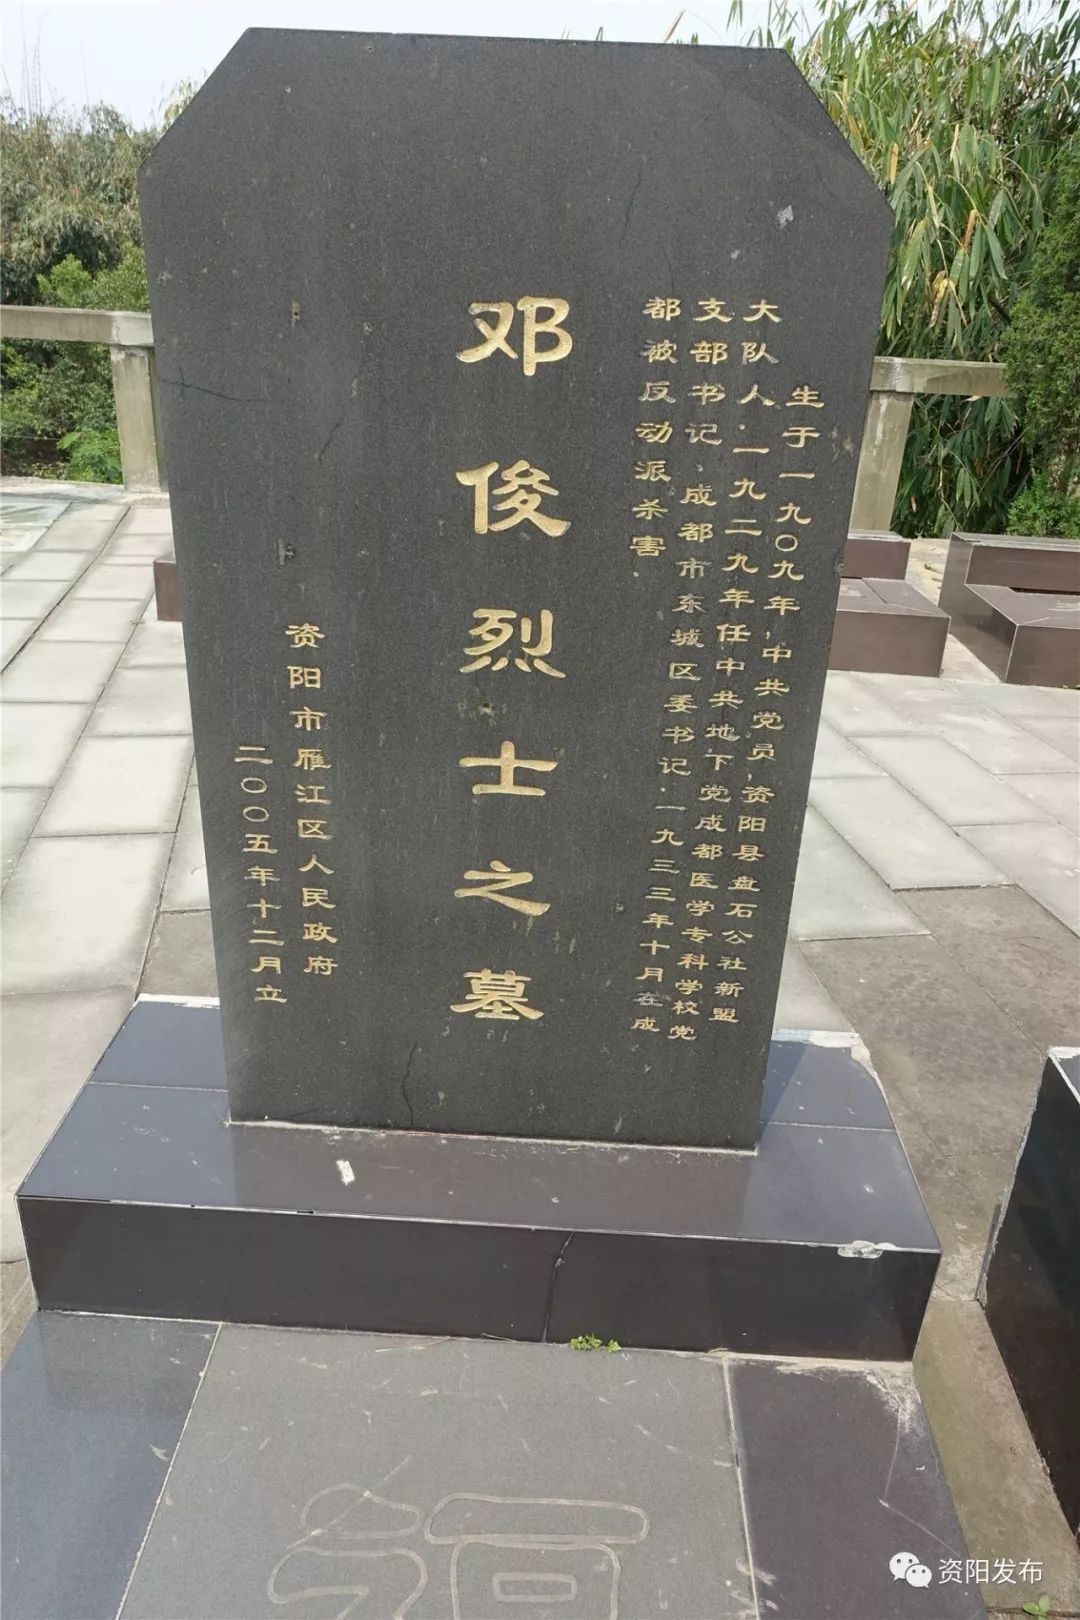 生于一九〇九年,中共党员,资阳县盘石公社新盟
大队人.一九二九年任中共地下党成都医学专科学校党
支部书记、成都市东城区委书记.一九三三年十月在成
都被反动派杀害.
邓俊烈士之墓
资阳市雁江区人民政府
二〇〇五年十二月立
资阳发布